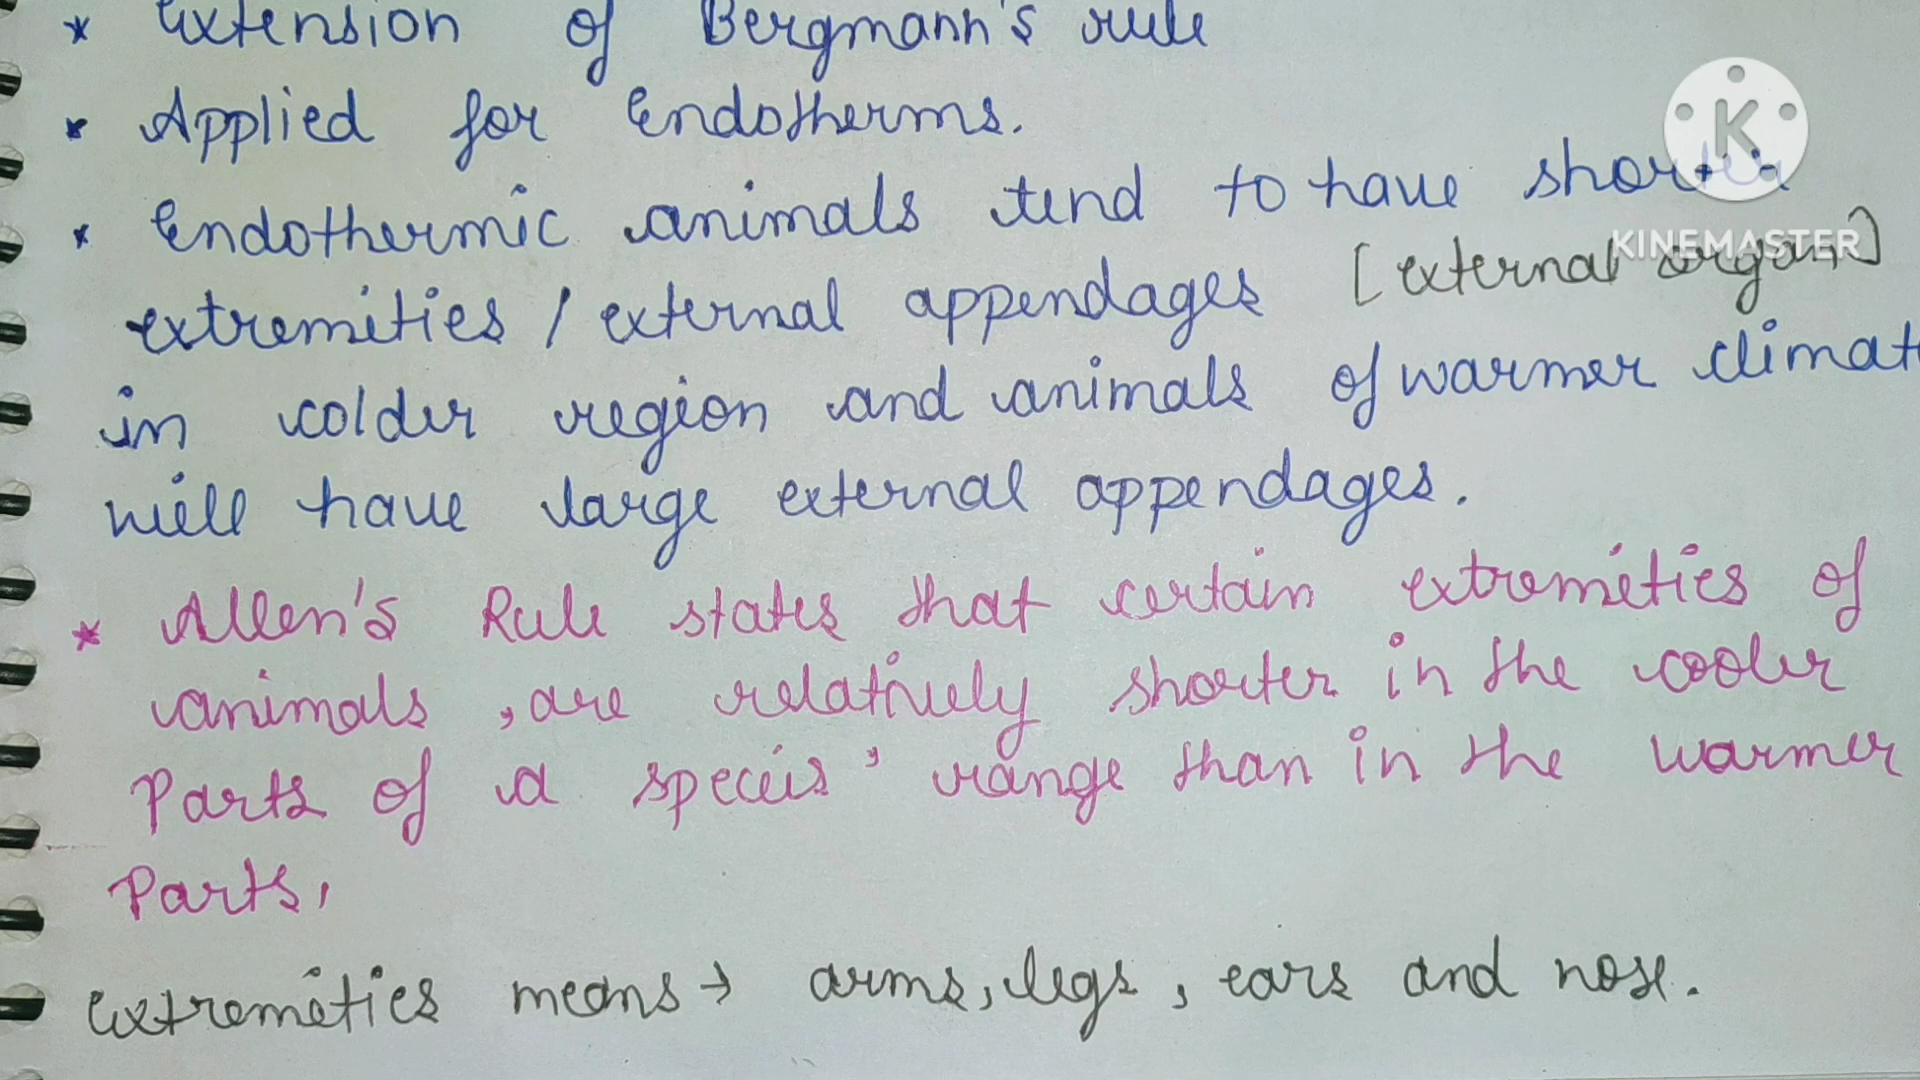 * Extension of Bergmann's rule
* Applied for Endotherms.
* Endothermic animals tend to have shorter
extremities / external appendages [external organ]
in colder region and animals of warmer climat
will have large external appendages.
* Allen's Rule states that certain extremeties of
animals, are relatively shorter in the cooler
Parts of a species' range than in the warmer
Parts,
Extremeties means → arms, legs, ears and nose.
K
KINEMASTER